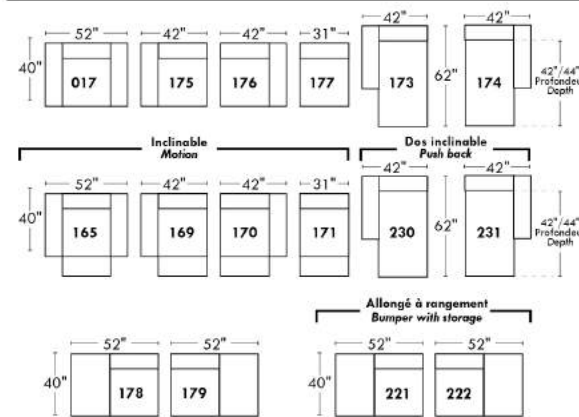 52" 42" 42" 31" 42" 42"
40" 017 175 176 177 173 62" 174 42"/44"
Profondeur
Depth
Inclinable Dos inclinable
Motion Push back
52" 42" 42" 31" 42" 42"
40" 165 169 170 171 230 62" 231 42"/44"
Profondeur
Depth
Allongé à rangement
Bumper with storage
52" 52" 52" 52"
40" 178 179 40" 221 222